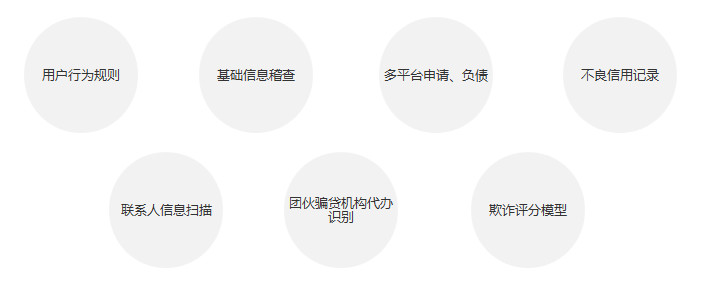 用户行为规则
基础信息稽查
多平台申请、负债
不良信用记录
联系人信息扫描
团伙骗贷机构代办
识别
欺诈评分模型